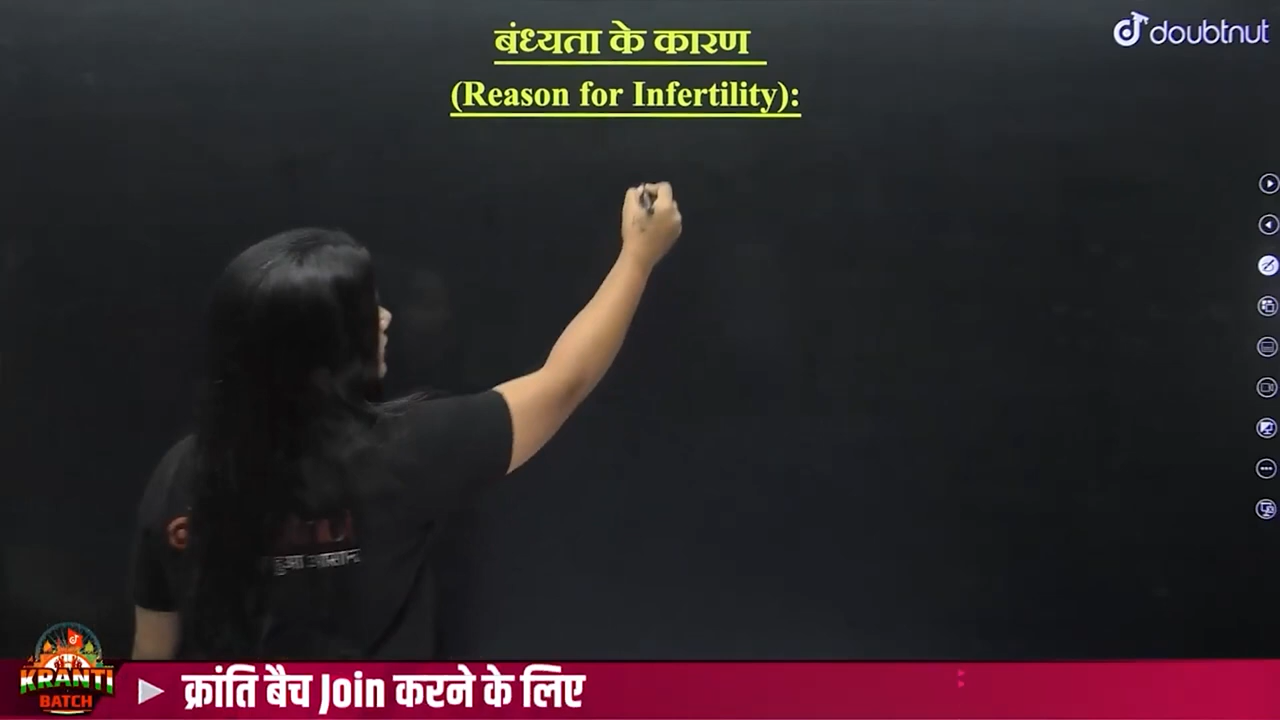 बंध्यता के कारण
(Reason for Infertility):
doubtnut
KRANTI
BATCH
क्रांति बैच Join करने के लिए